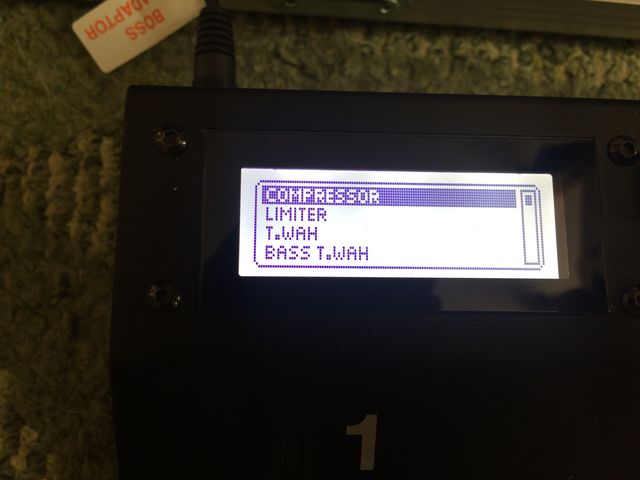 BOSS
ADAPTOR
COMPRESSOR
LIMITER
T.WAH
BASS T.WAH
1